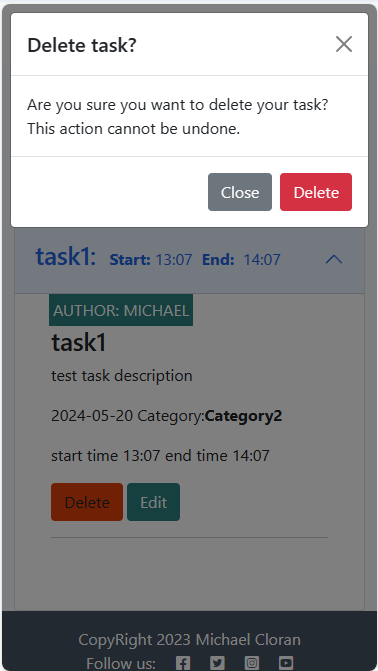 Delete task?
Are you sure you want to delete your task?
This action cannot be undone.
Close Delete
task1: Start: 13:07 End: 14:07
AUTHOR: MICHAEL
task1
test task description
2024-05-20 Category:Category2
start time 13:07 end time 14:07
Delete Edit
CopyRight 2023 Michael Cloran
Follow us: